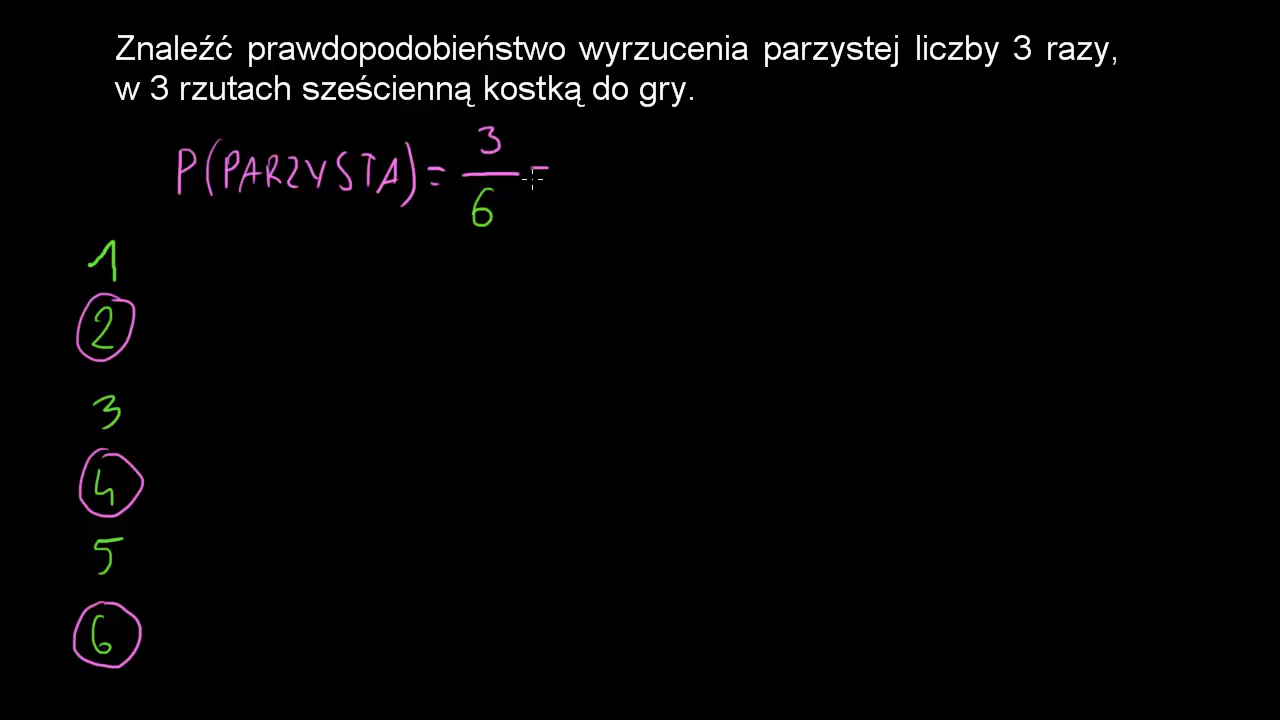 Znaleźć prawdopodobieństwo wyrzucenia parzystej liczby 3 razy,
w 3 rzutach sześcienną kostką do gry.
P(PARZYSTA) = 3/6 =
1
2
3
4
5
6